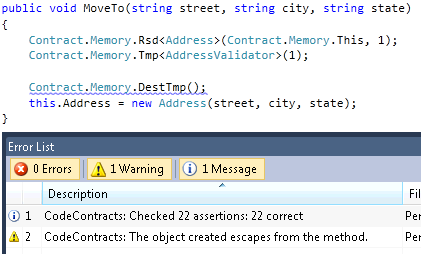 public void MoveTo(string street, string city, string state)
{
Contract.Memory.Rsd<Address>(Contract.Memory.This, 1);
Contract.Memory.Tmp<AddressValidator>(1);
Contract.Memory.DestTmp();
this.Address = new Address(street, city, state);
}
Error List
0 Errors 1 Warning 1 Message
Description Fil
1 CodeContracts: Checked 22 assertions: 22 correct Per
2 CodeContracts: The object created escapes from the method. Per